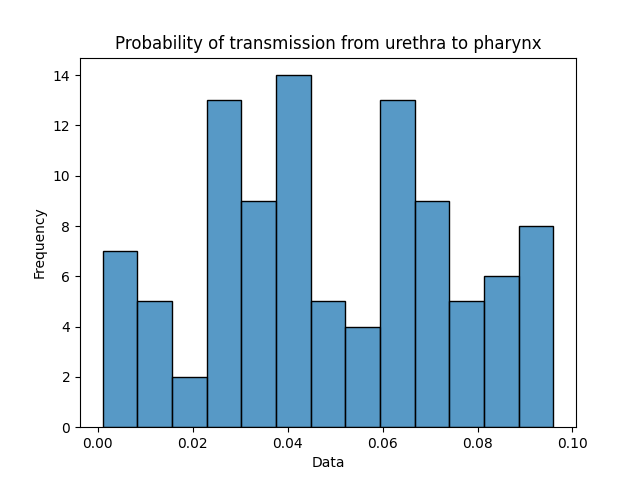 Probability of transmission from urethra to pharynx
14
12
10
8
6
4
2
0
Frequency
0.00 0.02 0.04 0.06 0.08 0.10
Data